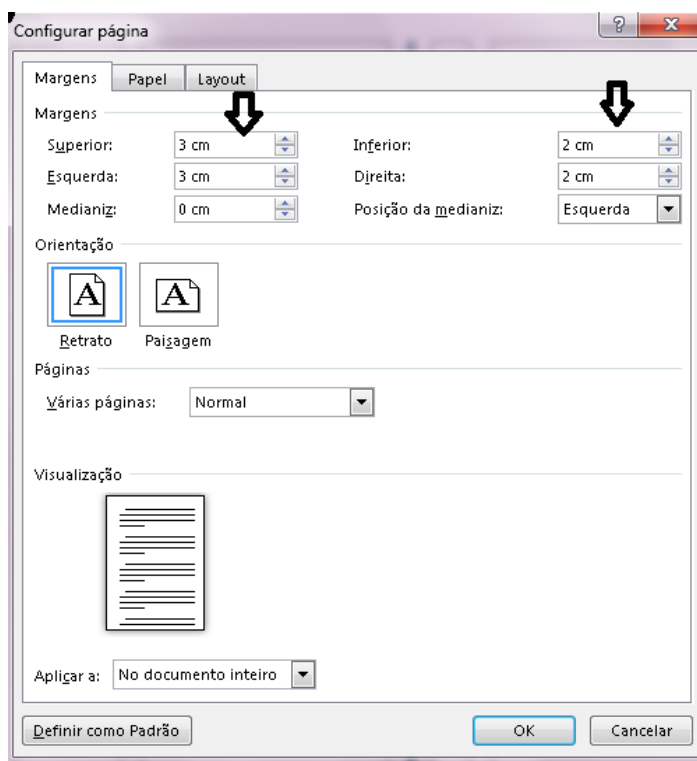 Configurar página
Margens Papel Layout
Margens
Superior: 3 cm Inferior: 2 cm
Esquerda: 3 cm Direita: 2 cm
Medianiz: 0 cm Posição da medianiz: Esquerda
Orientação
A A
Retrato Paisagem
Páginas
Várias páginas: Normal
Visualização
Aplicar a: No documento inteiro
Definir como Padrão OK Cancelar